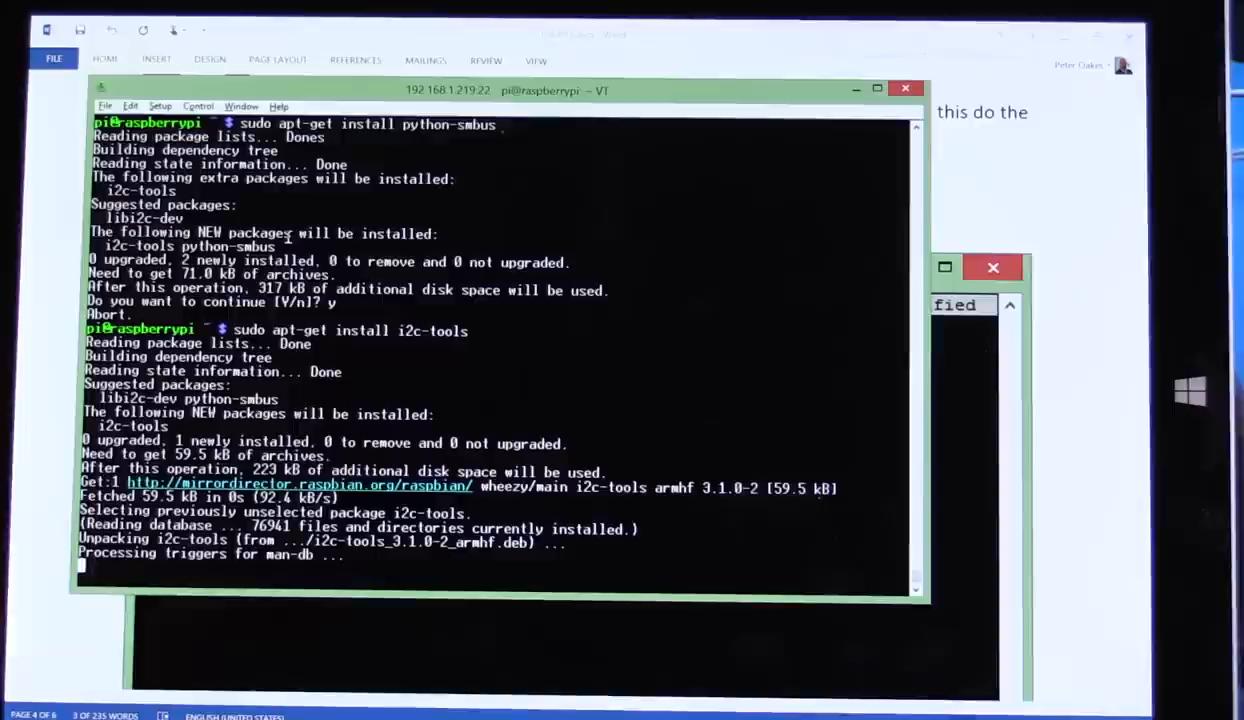 FILE HOME INSERT DESIGN PAGE LAYOUT REFERENCES MAILINGS REVIEW VIEW
Peter Oakes
192.168.1.219:22 pi@raspberrypi ~ VT
File Edit Setup Control Window Help
this do the
pi@raspberrypi ~ $ sudo apt-get install python-smbus
Reading package lists... Dones
Building dependency tree
Reading state information... Done
The following extra packages will be installed:
i2c-tools
Suggested packages:
libi2c-dev
The following NEW packages will be installed:
i2c-tools python-smbus
0 upgraded, 2 newly installed, 0 to remove and 0 not upgraded.
Need to get 71.0 kB of archives.
After this operation, 317 kB of additional disk space will be used.
Do you want to continue [Y/n]? y
Abort.
fied
pi@raspberrypi ~ $ sudo apt-get install i2c-tools
Reading package lists... Done
Building dependency tree
Reading state information... Done
Suggested packages:
libi2c-dev python-smbus
The following NEW packages will be installed:
i2c-tools
0 upgraded, 1 newly installed, 0 to remove and 0 not upgraded.
Need to get 59.5 kB of archives.
After this operation, 223 kB of additional disk space will be used.
Get:1 http://mirrordirector.raspbian.org/raspbian/ wheezy/main i2c-tools armhf 3.1.0-2 [59.5 kB]
Fetched 59.5 kB in 0s (92.4 kB/s)
Selecting previously unselected package i2c-tools.
(Reading database ... 76941 files and directories currently installed.)
Unpacking i2c-tools (from .../i2c-tools_3.1.0-2_armhf.deb) ...
Processing triggers for man-db ...
PAGE 4 OF 6 3 OF 235 WORDS ENGLISH (UNITED STATES)